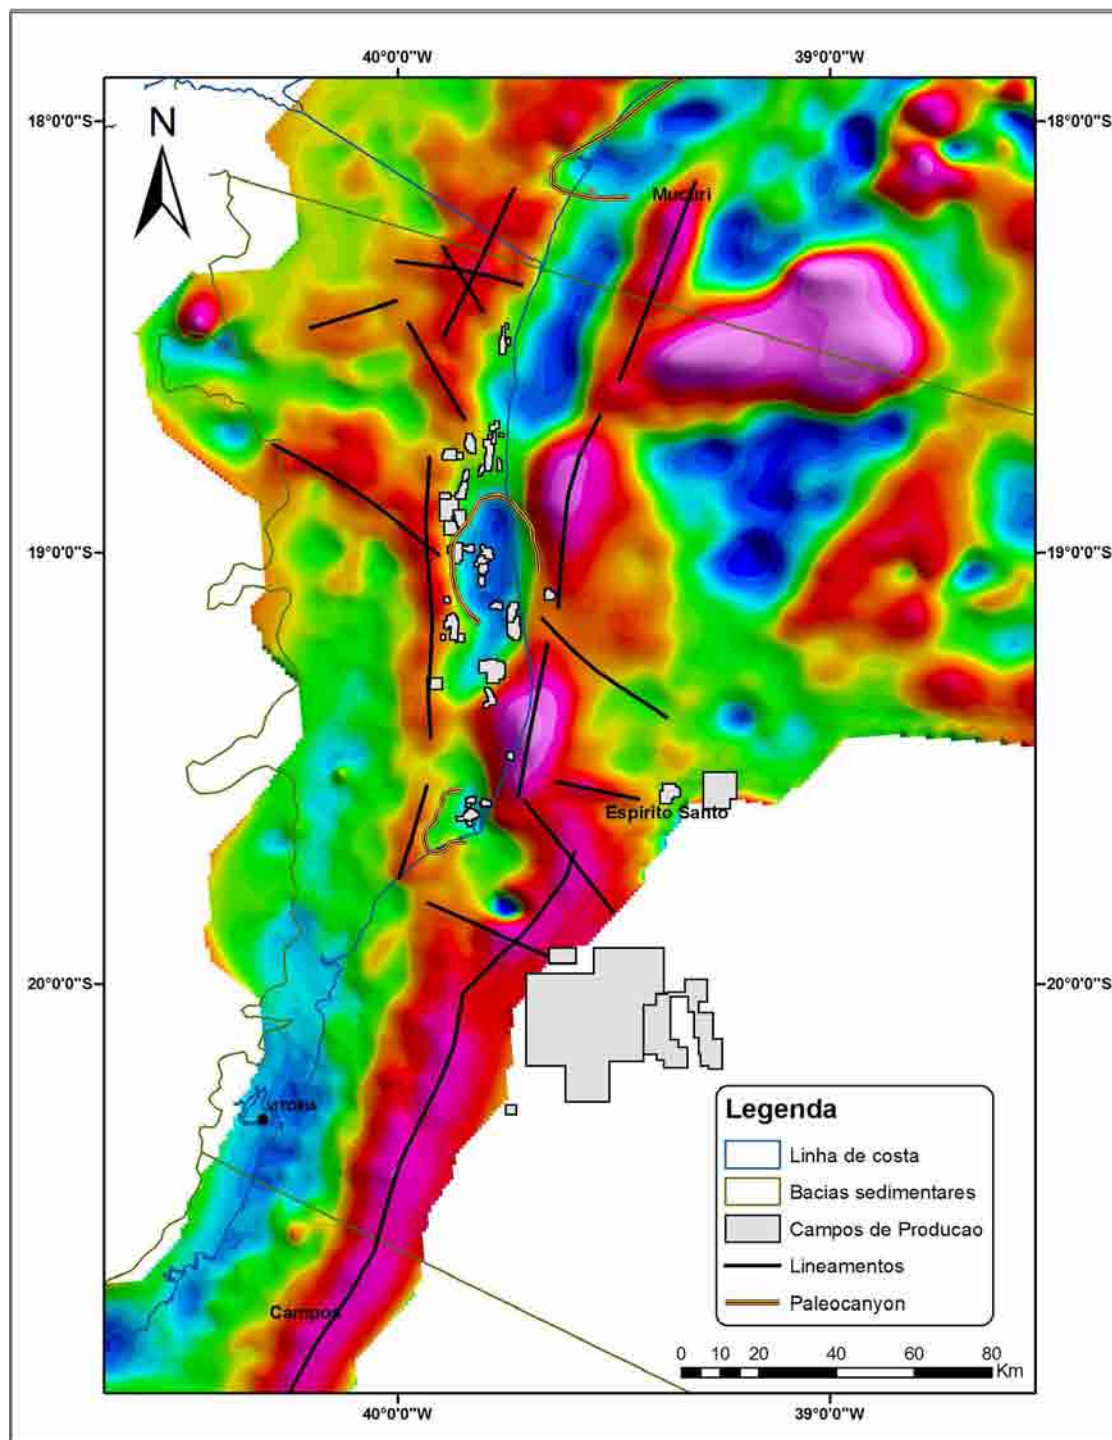 40°0'0"W 39°0'0"W
18°0'0"S 18°0'0"S
N
Mucuri
19°0'0"S 19°0'0"S
Espirito Santo
20°0'0"S 20°0'0"S
VITORIA
Legenda
Linha de costa
Bacias sedimentares
Campos de Producao
Lineamentos
Paleocanyon
Campos
0 10 20 40 60 80
Km
40°0'0"W 39°0'0"W